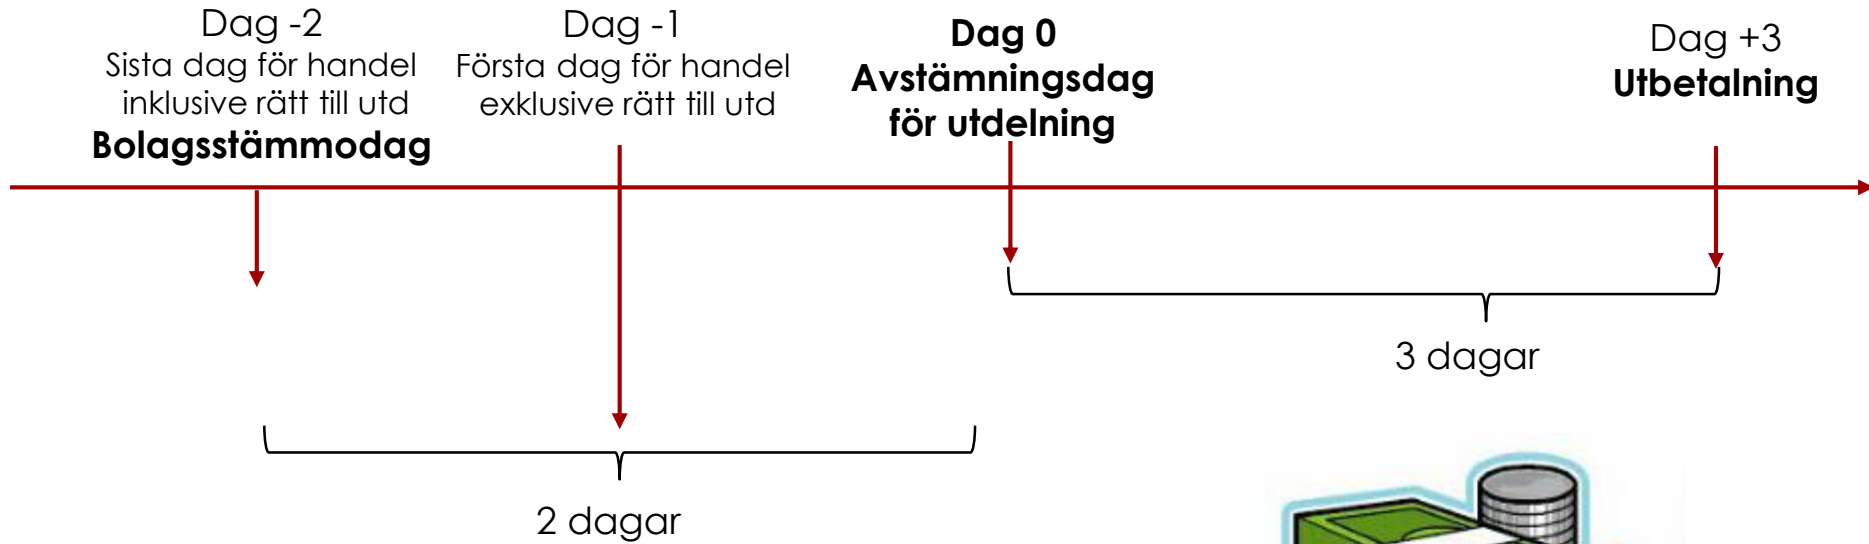 Dag -2
Sista dag för handel
inklusive rätt till utd
Bolagsstämmodag
Dag -1
Första dag för handel
exklusive rätt till utd
Dag 0
Avstämningsdag
för utdelning
Dag +3
Utbetalning
3 dagar
2 dagar